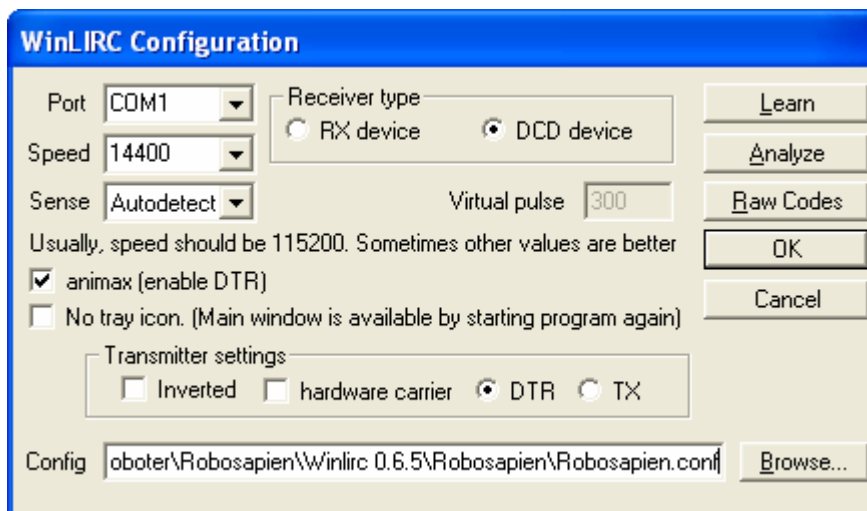 WinLIRC Configuration
Port COM1
Receiver type
RX device DCD device
Learn
Speed 14400
Analyze
Sense Autodetect
Virtual pulse 300
Raw Codes
Usually, speed should be 115200. Sometimes other values are better
OK
animax (enable DTR)
Cancel
No tray icon. (Main window is available by starting program again)
Transmitter settings
Inverted hardware carrier DTR TX
Config oboter\Robosapien\Winlirc 0.6.5\Robosapien\Robosapien.conf Browse...